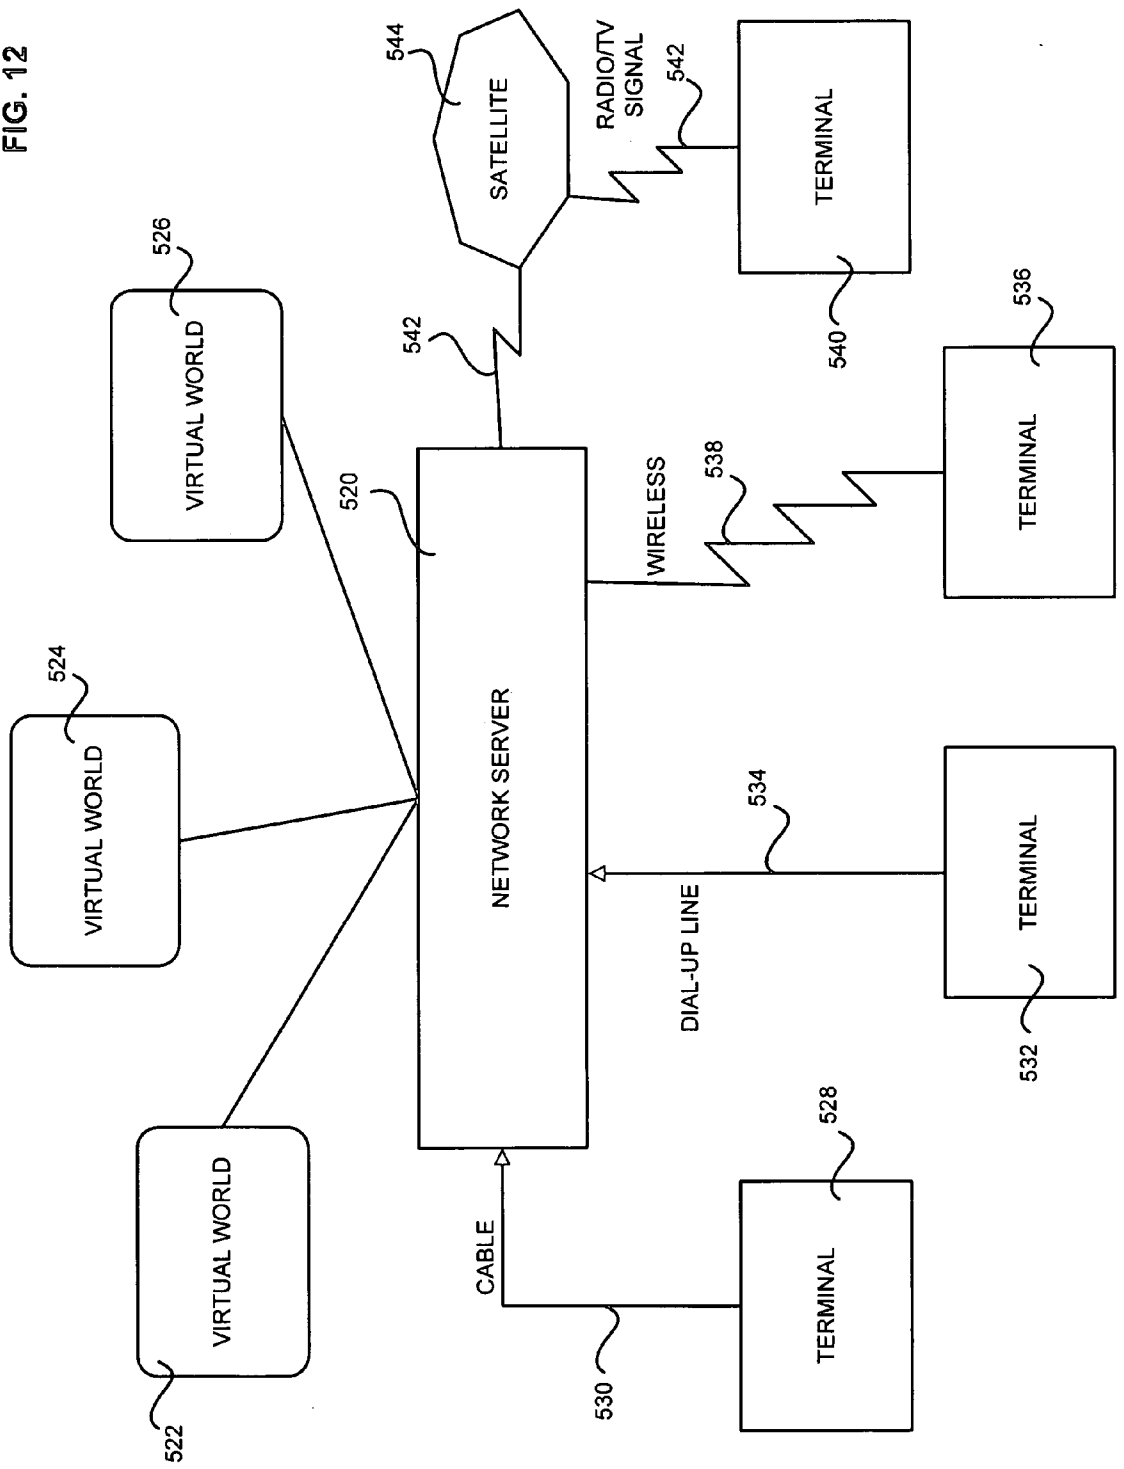 FIG. 12
524
VIRTUAL WORLD
526
VIRTUAL WORLD
522
VIRTUAL WORLD
544
SATELLITE
542
520
NETWORK SERVER
CABLE
530
DIAL-UP LINE
534
WIRELESS
538
RADIO/TV
SIGNAL
542
528
TERMINAL
532
TERMINAL
536
TERMINAL
540
TERMINAL